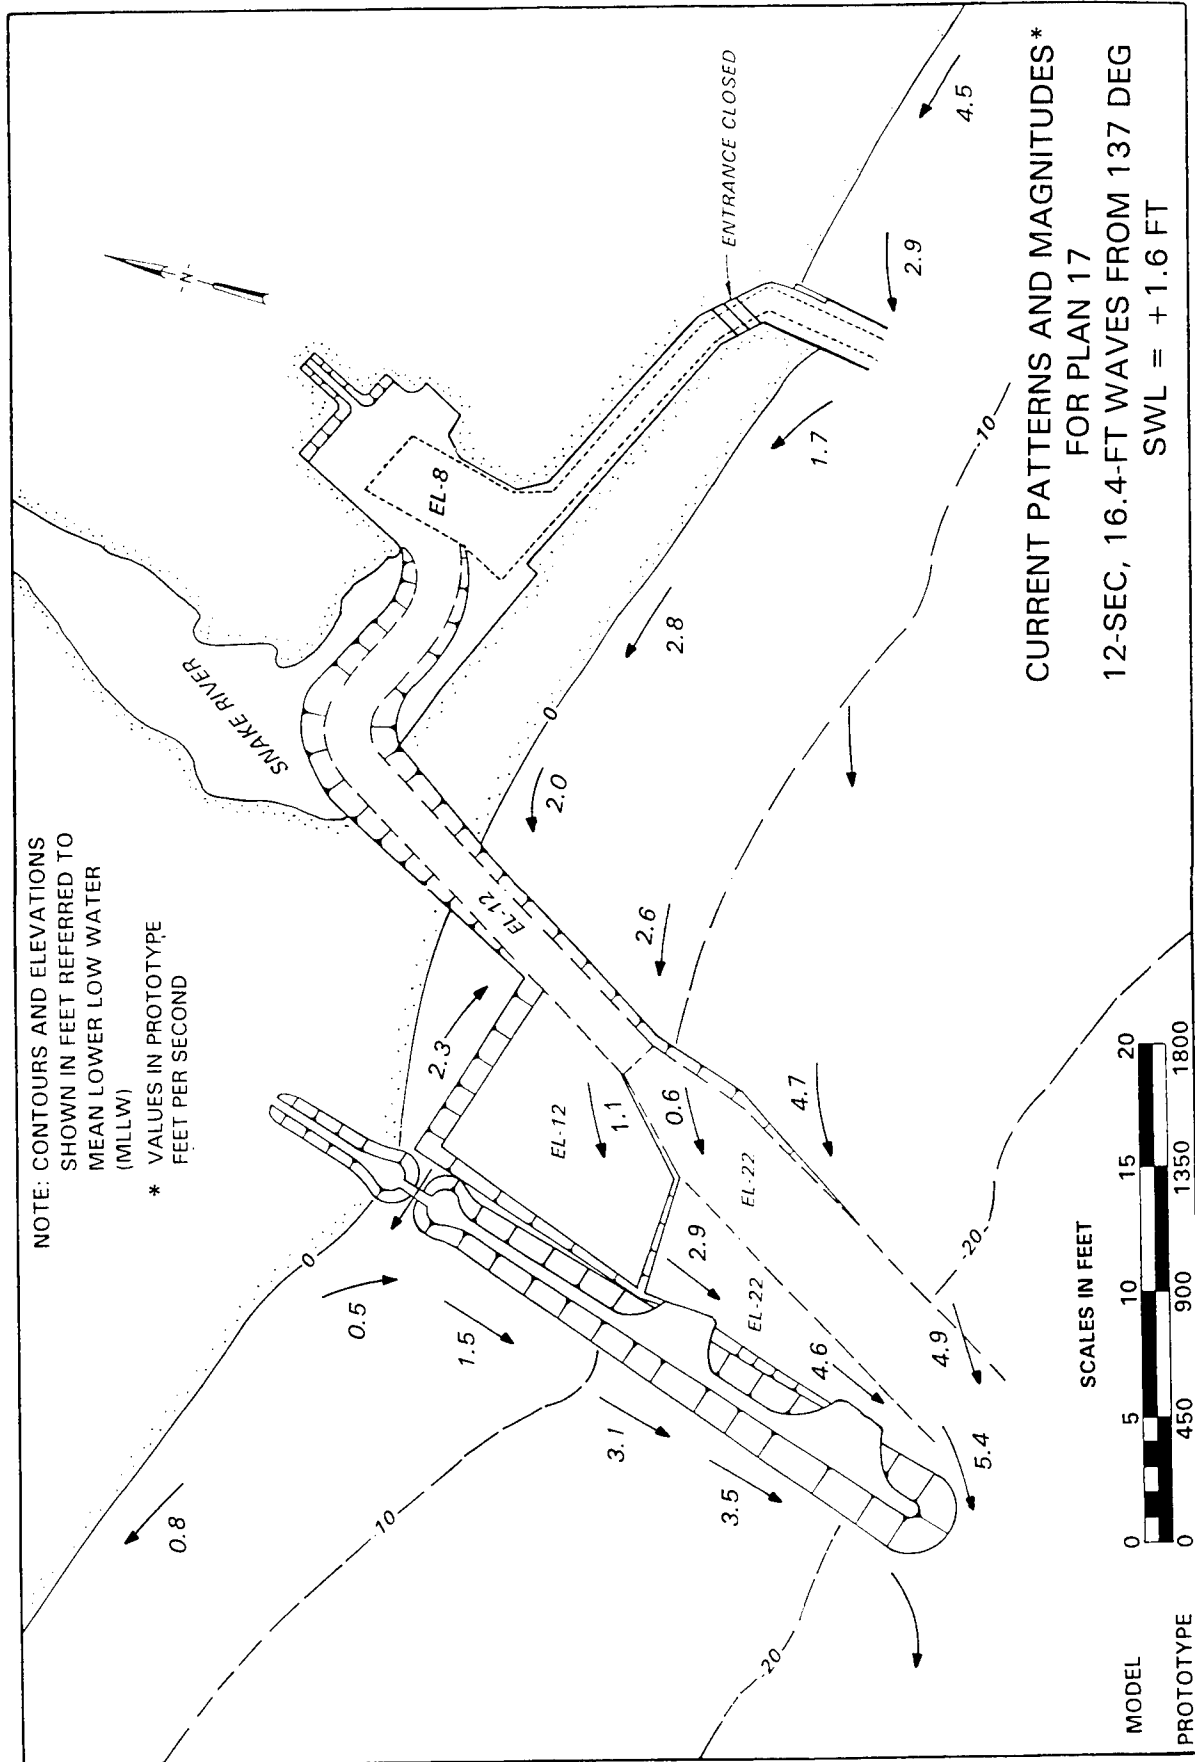 NOTE: CONTOURS AND ELEVATIONS
SHOWN IN FEET REFERRED TO
MEAN LOWER LOW WATER
(MLLW)
* VALUES IN PROTOTYPE
FEET PER SECOND
SNAKE RIVER
N
EL-8
ENTRANCE CLOSED
EL-12
EL-12
EL-22
EL-22
0
0
-10
-10
-20
-20
0.8
0.5
1.5
3.1
3.5
2.3
1.1
0.6
2.9
4.6
4.9
5.4
4.7
2.6
2.0
2.8
1.7
2.9
4.5
CURRENT PATTERNS AND MAGNITUDES*
FOR PLAN 17
12-SEC, 16.4-FT WAVES FROM 137 DEG
SWL = +1.6 FT
SCALES IN FEET
MODEL 0 5 10 15 20
PROTOTYPE 0 450 900 1350 1800